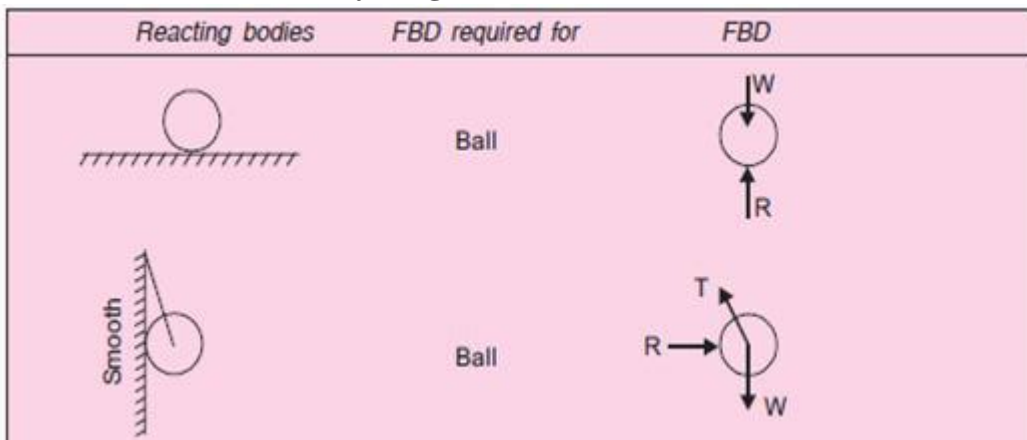 Reacting bodies FBD required for FBD
W
Ball
R
T
Smooth
R
Ball
W